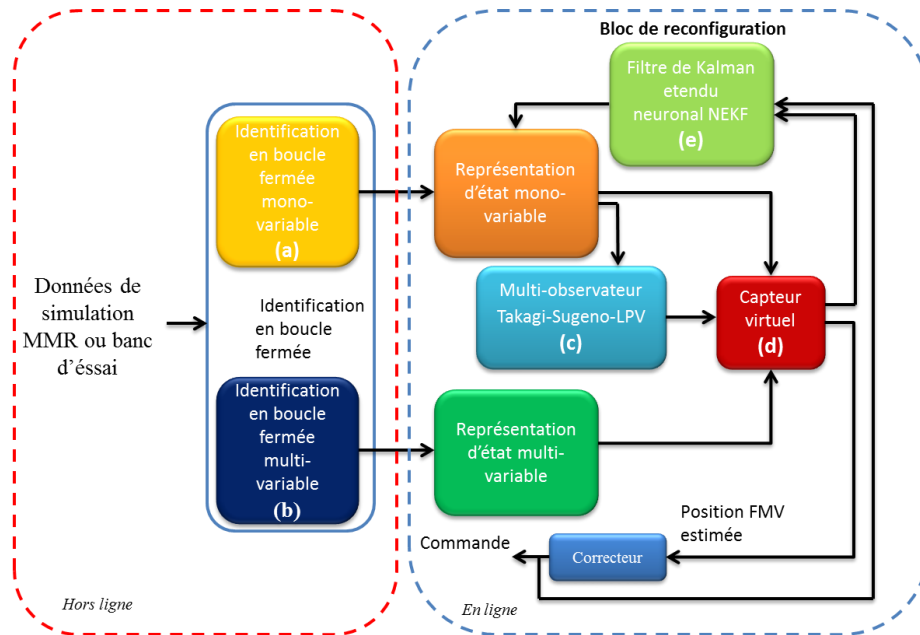 Bloc de reconfiguration
Filtre de Kalman
etendu
neuronal NEKF
(e)
Identification
en boucle
fermée
mono-
variable
(a)
Représentation
d'état mono-
variable
Données de
simulation
MMR ou banc
d'éssai
Identification
en boucle
fermée
Multi-observateur
Takagi-Sugeno-LPV
(c)
Capteur
virtuel
(d)
Identification
en boucle
fermée
multi-
variable
(b)
Représentation
d'état multi-
variable
Position FMV
estimée
Commande
Correcteur
Hors ligne
En ligne